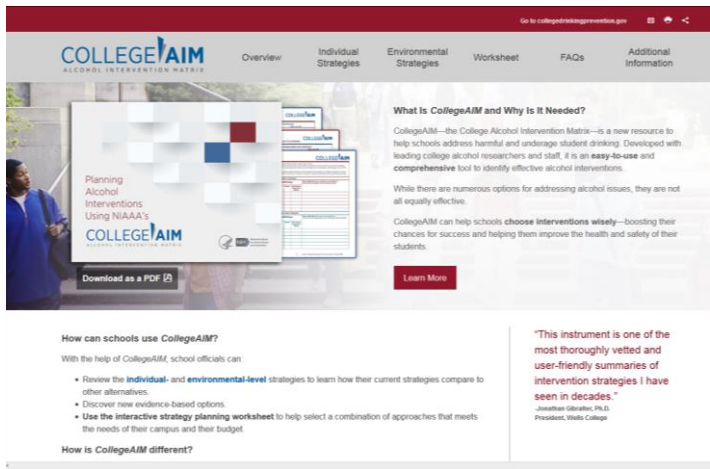 Go to collegedrinkingprevention.gov
COLLEGE AIM
ALCOHOL INTERVENTION MATRIX
Overview
Individual
Strategies
Environmental
Strategies
Worksheet
FAQs
Additional
Information
Planning
Alcohol
Interventions
Using NIAAA's
COLLEGE AIM
ALCOHOL INTERVENTION MATRIX
NIH
COLLEGE AIM
COLLEGE AIM
Download as a PDF
What Is CollegeAIM and Why Is It Needed?
CollegeAIM—the College Alcohol Intervention Matrix—is a new resource to
help schools address harmful and underage student drinking. Developed with
leading college alcohol researchers and staff, it is an easy-to-use and
comprehensive tool to identify effective alcohol interventions.
While there are numerous options for addressing alcohol issues, they are not
all equally effective.
CollegeAIM can help schools choose interventions wisely—boosting their
chances for success and helping them improve the health and safety of their
students.
Learn More
How can schools use CollegeAIM?
With the help of CollegeAIM, school officials can:
• Review the individual- and environmental-level strategies to learn how their current strategies compare to
other alternatives.
• Discover new evidence-based options.
• Use the interactive strategy planning worksheet to help select a combination of approaches that meets
the needs of their campus and their budget.
How is CollegeAIM different?
"This instrument is one of the
most thoroughly vetted and
user-friendly summaries of
intervention strategies I have
seen in decades."
-Jonathan Gibralter, Ph.D.
President, Wells College